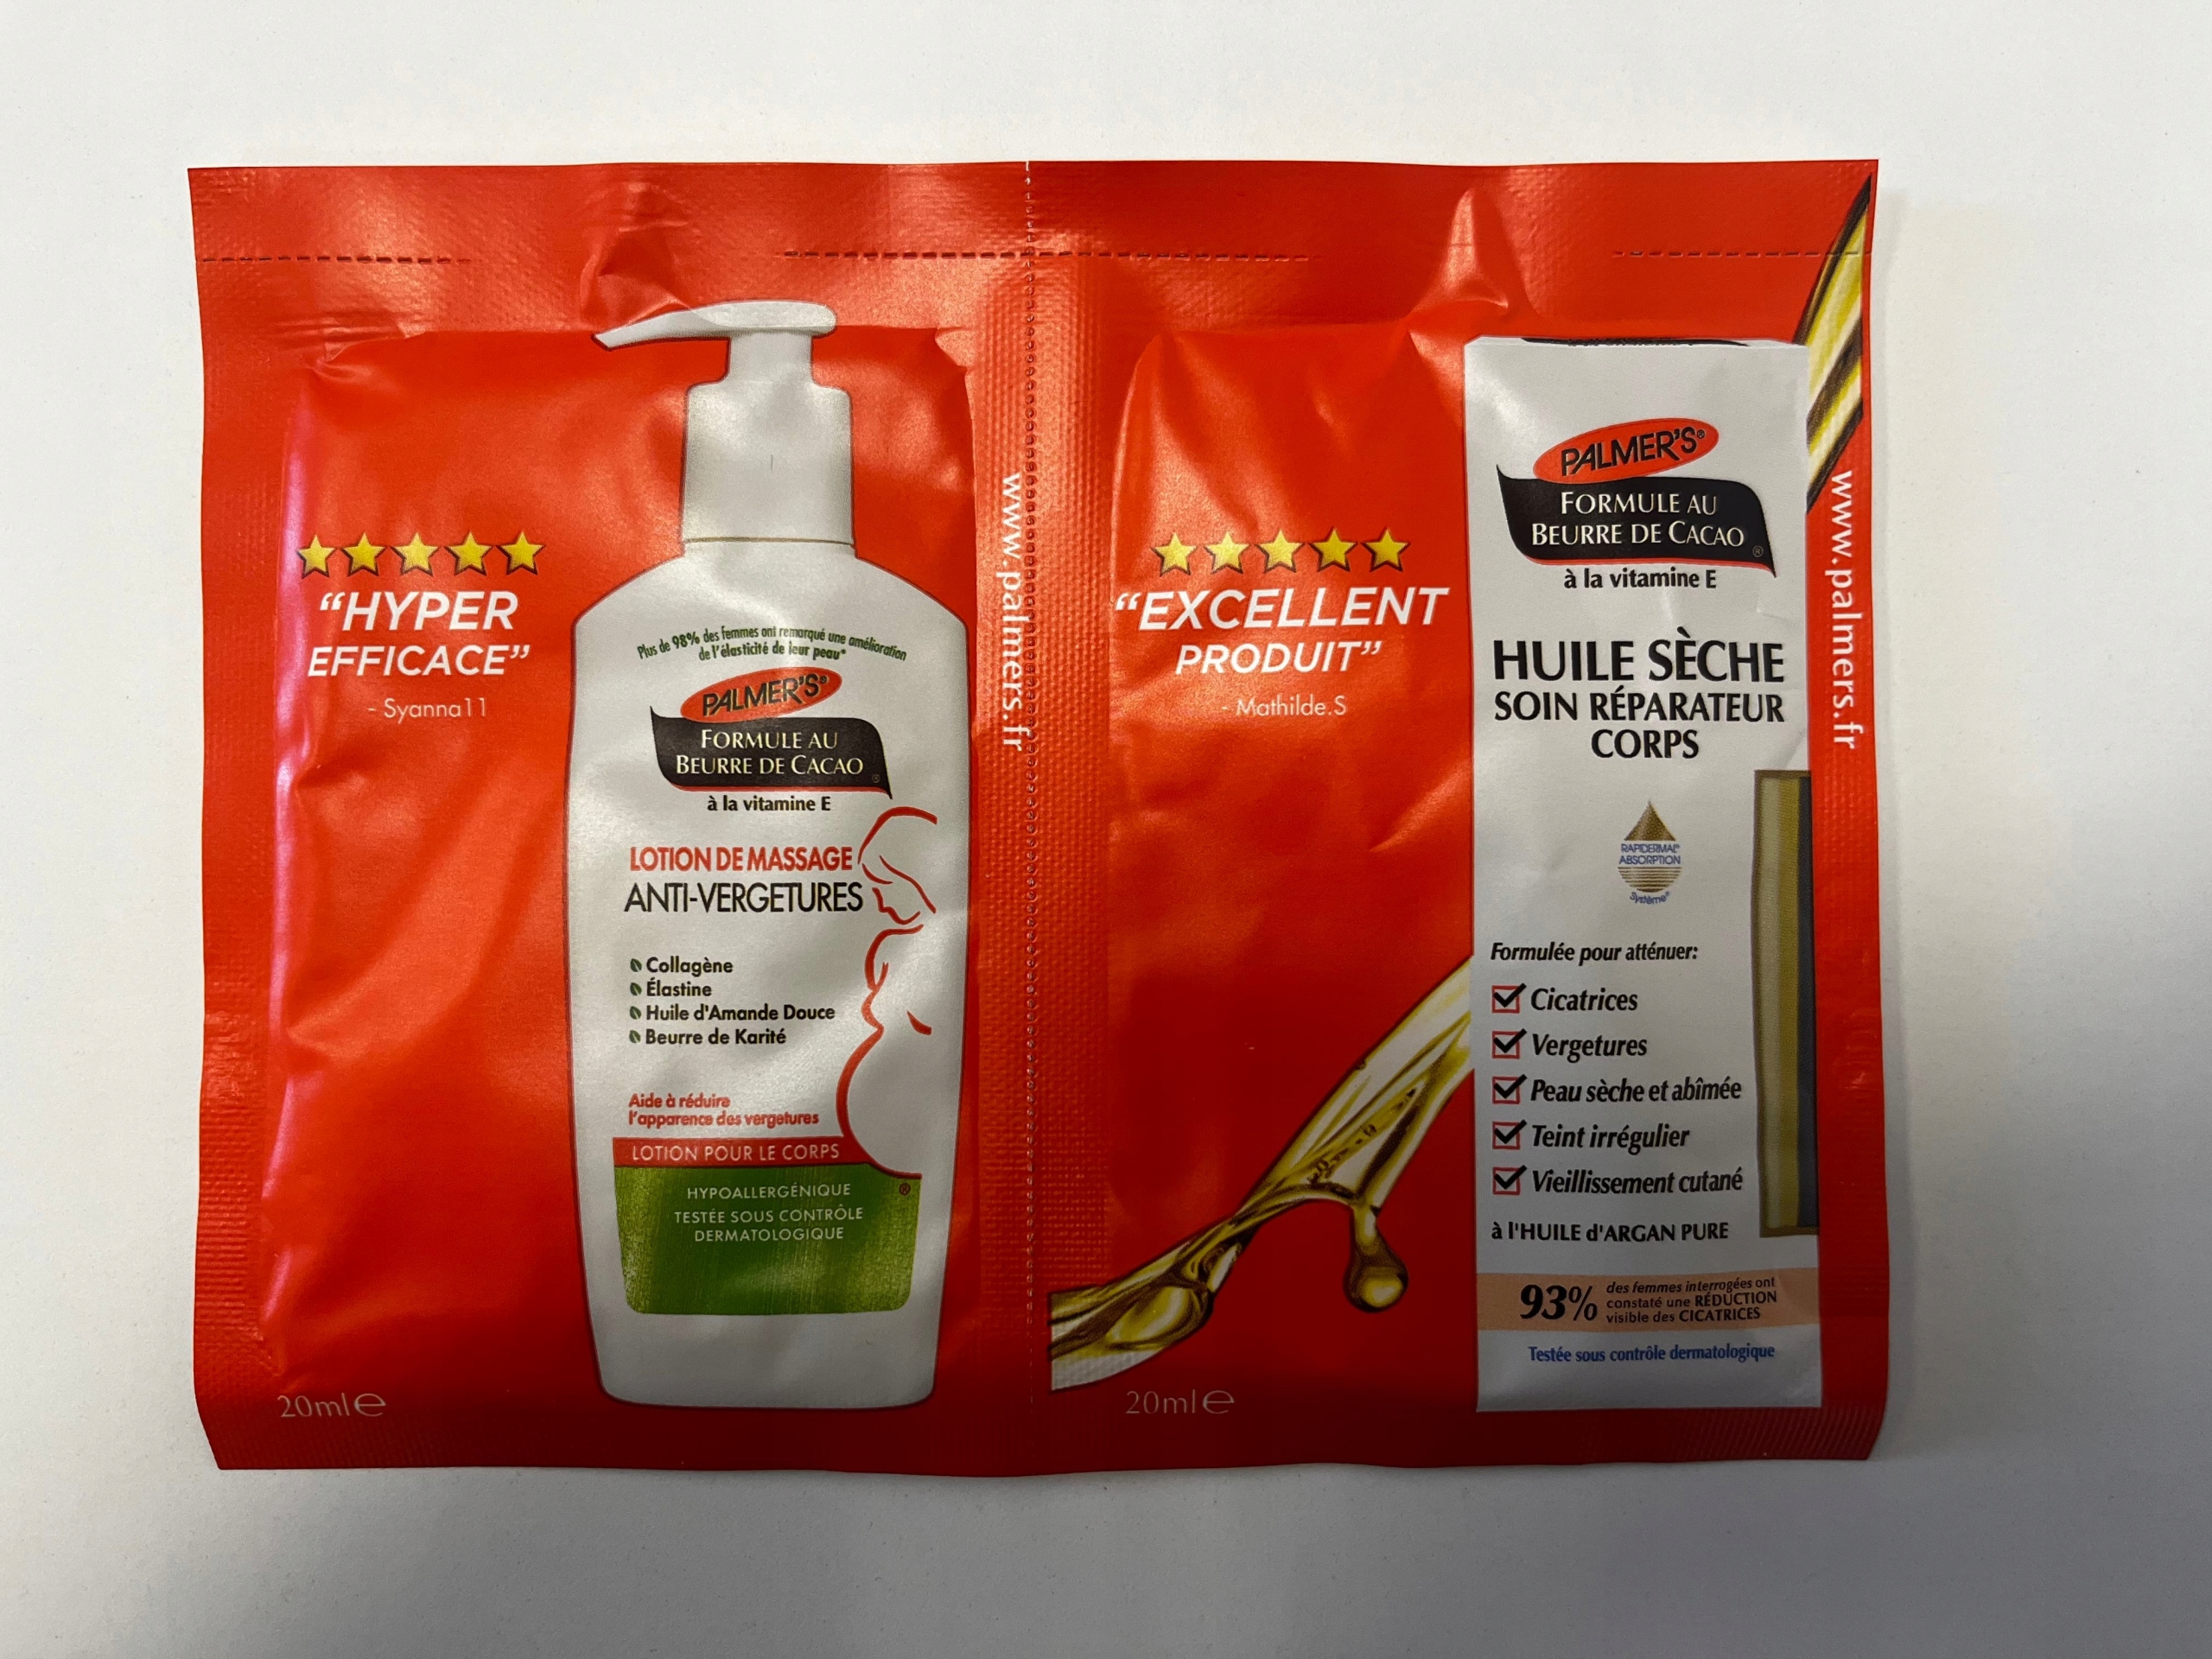 ★★★★★
“HYPER
EFFICACE”
- Syanna11
20ml℮
Plus de 98% des femmes ont remarqué une amélioration
de l'élasticité de leur peau*
PALMER'S®
FORMULE AU
BEURRE DE CACAO®
à la vitamine E
LOTION DE MASSAGE
ANTI-VERGETURES
Collagène
Élastine
Huile d'Amande Douce
Beurre de Karité
Aide à réduire
l'apparence des vergetures
LOTION POUR LE CORPS
®
HYPOALLERGÉNIQUE
TESTÉE SOUS CONTRÔLE
DERMATOLOGIQUE
www.palmers.fr
★★★★★
“EXCELLENT
PRODUIT”
- Mathilde.S
20ml℮
PALMER'S®
FORMULE AU
BEURRE DE CACAO®
à la vitamine E
HUILE SÈCHE
SOIN RÉPARATEUR
CORPS
RAPIDERMAL®
ABSORPTION
Système®
Formulée pour atténuer:
Cicatrices
Vergetures
Peau sèche et abîmée
Teint irrégulier
Vieillissement cutané
à l'HUILE d'ARGAN PURE
93% des femmes interrogées ont
constaté une RÉDUCTION
visible des CICATRICES
Testée sous contrôle dermatologique
www.palmers.fr